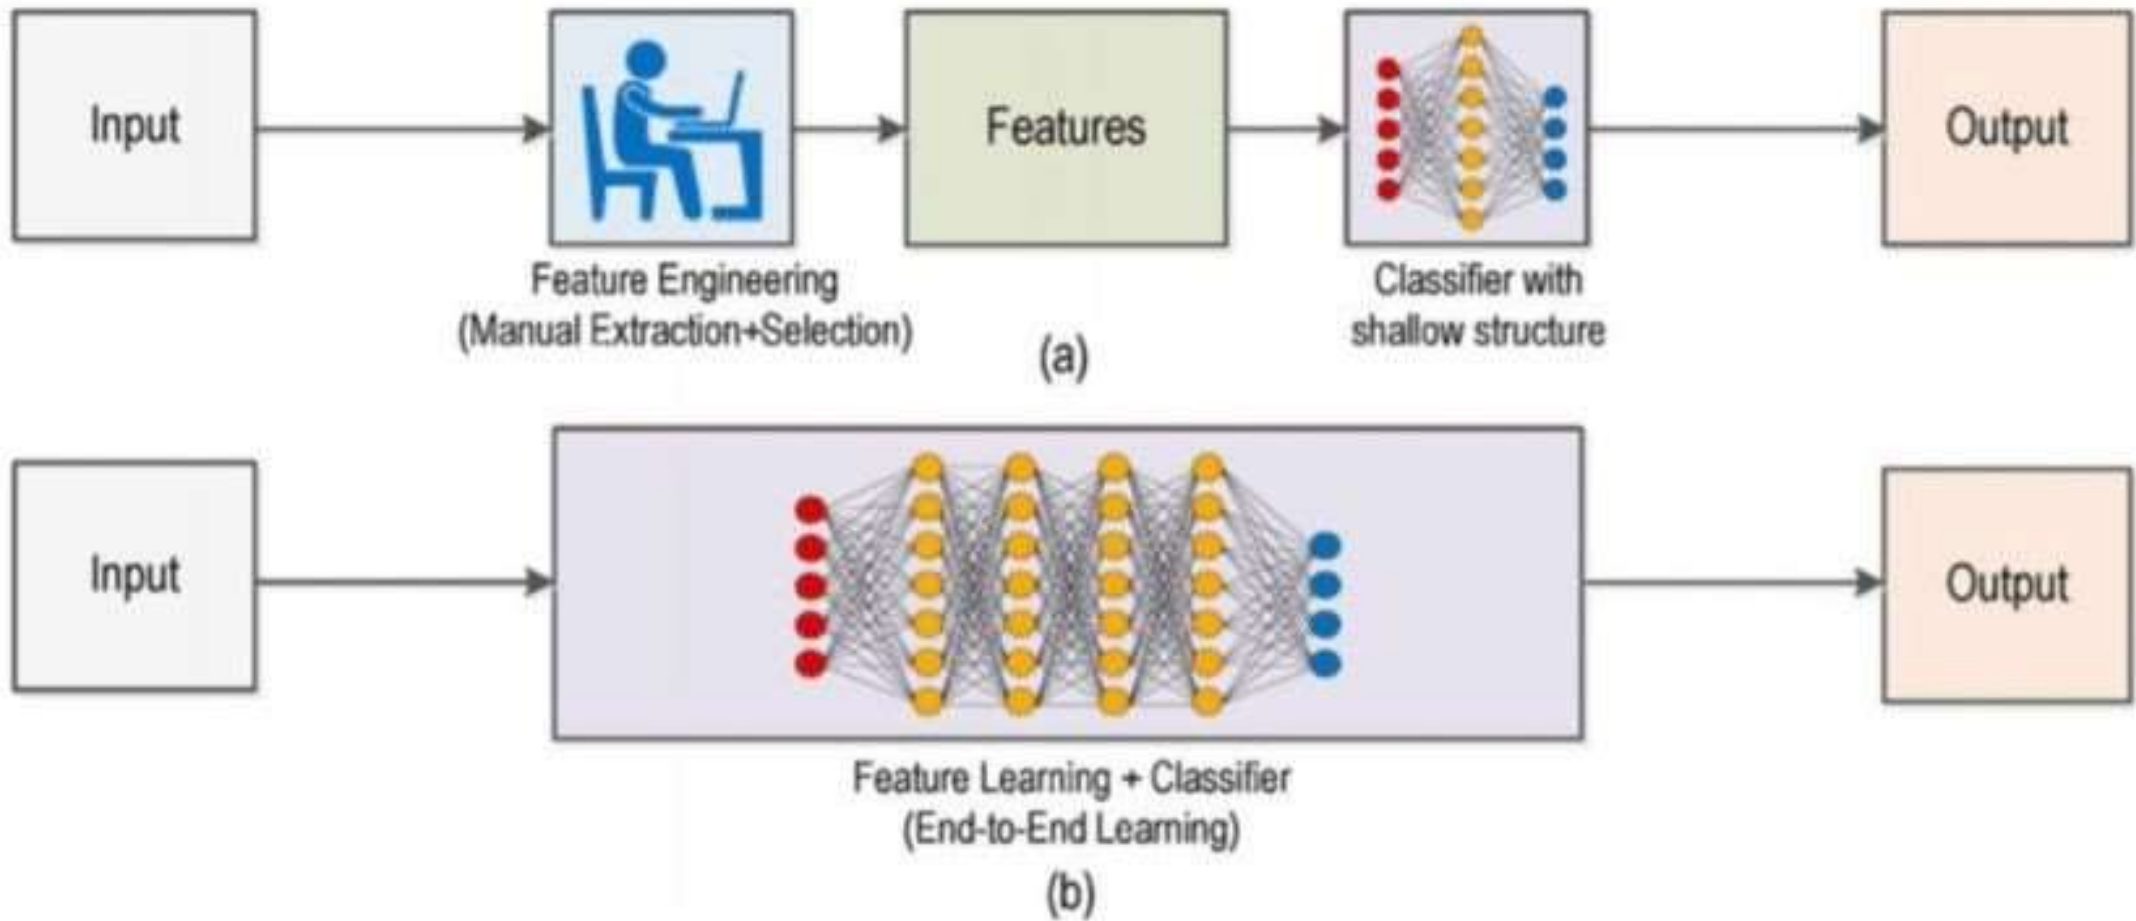 Input
Features
Output
Feature Engineering
(Manual Extraction+Selection)
Classifier with
shallow structure
(a)
Input
Output
Feature Learning + Classifier
(End-to-End Learning)
(b)